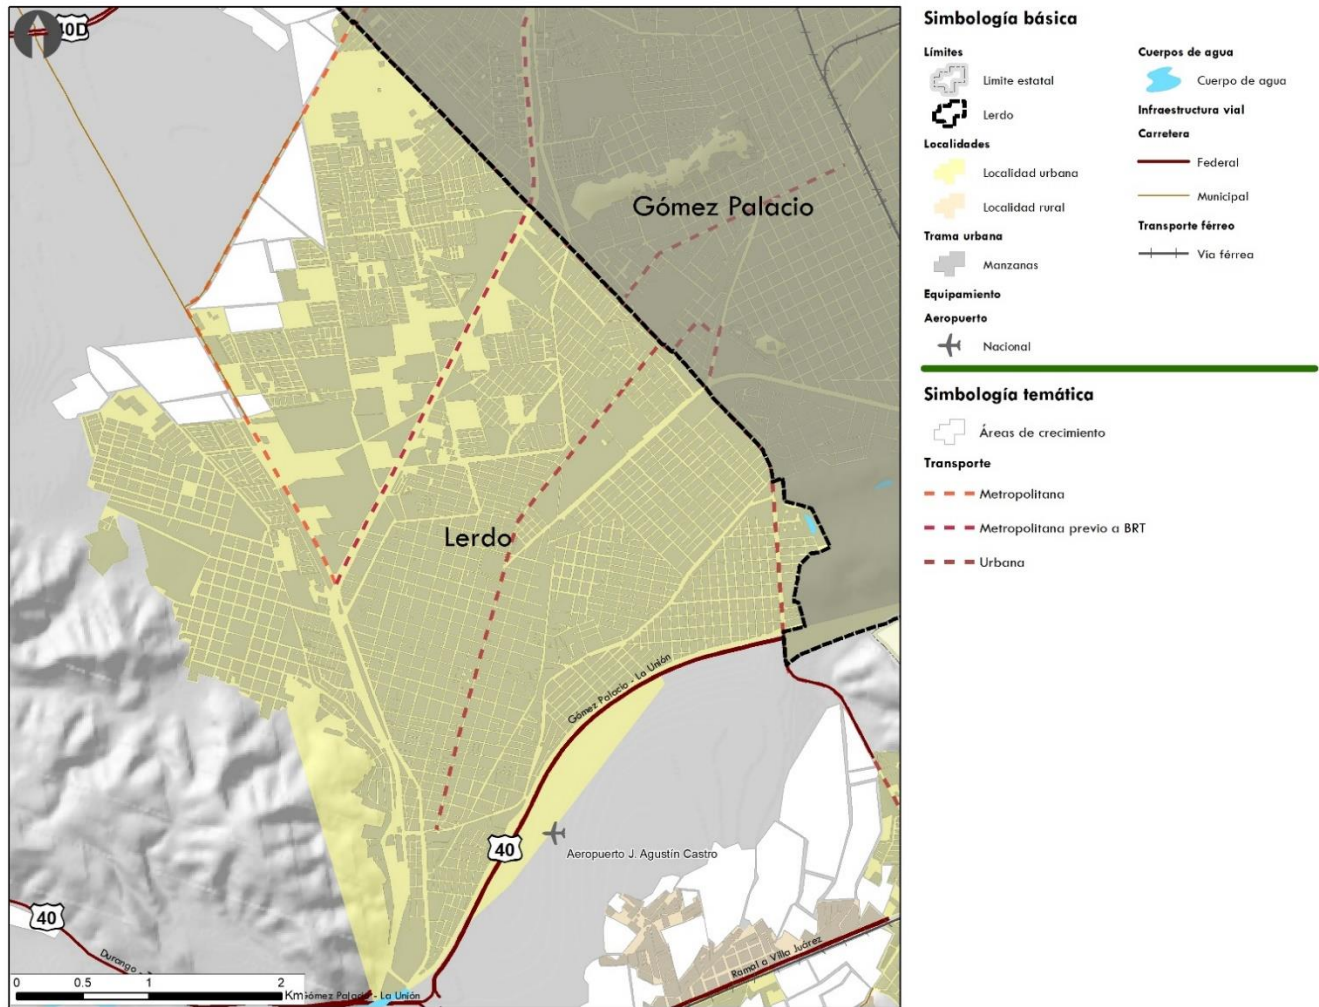 40D
Gómez Palacio
Lerdo
Gómez Palacio - La Unión
40
Aeropuerto J. Agustín Castro
40
Durango -
Ramal a Villa Juárez
0 0.5 1 2
Km
Gómez Palacio - La Unión
Simbología básica
Límites
Limite estatal
Lerdo
Localidades
Localidad urbana
Localidad rural
Trama urbana
Manzanas
Equipamiento
Aeropuerto
Nacional
Cuerpos de agua
Cuerpo de agua
Infraestructura vial
Carretera
Federal
Municipal
Transporte férreo
Via férrea
Simbología temática
Áreas de crecimiento
Transporte
Metropolitana
Metropolitana previo a BRT
Urbana